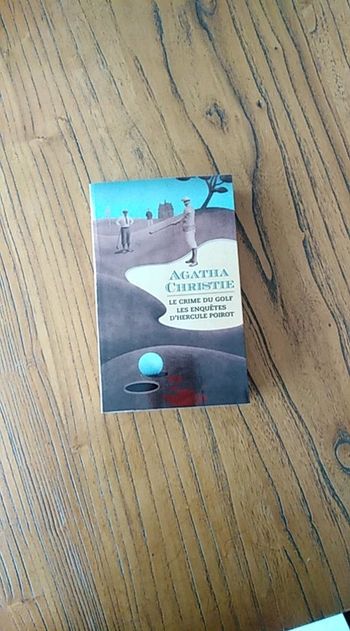 AGATHA
CHRISTIE
LE CRIME DU GOLF
LES ENQUÊTES
D'HERCULE POIROT